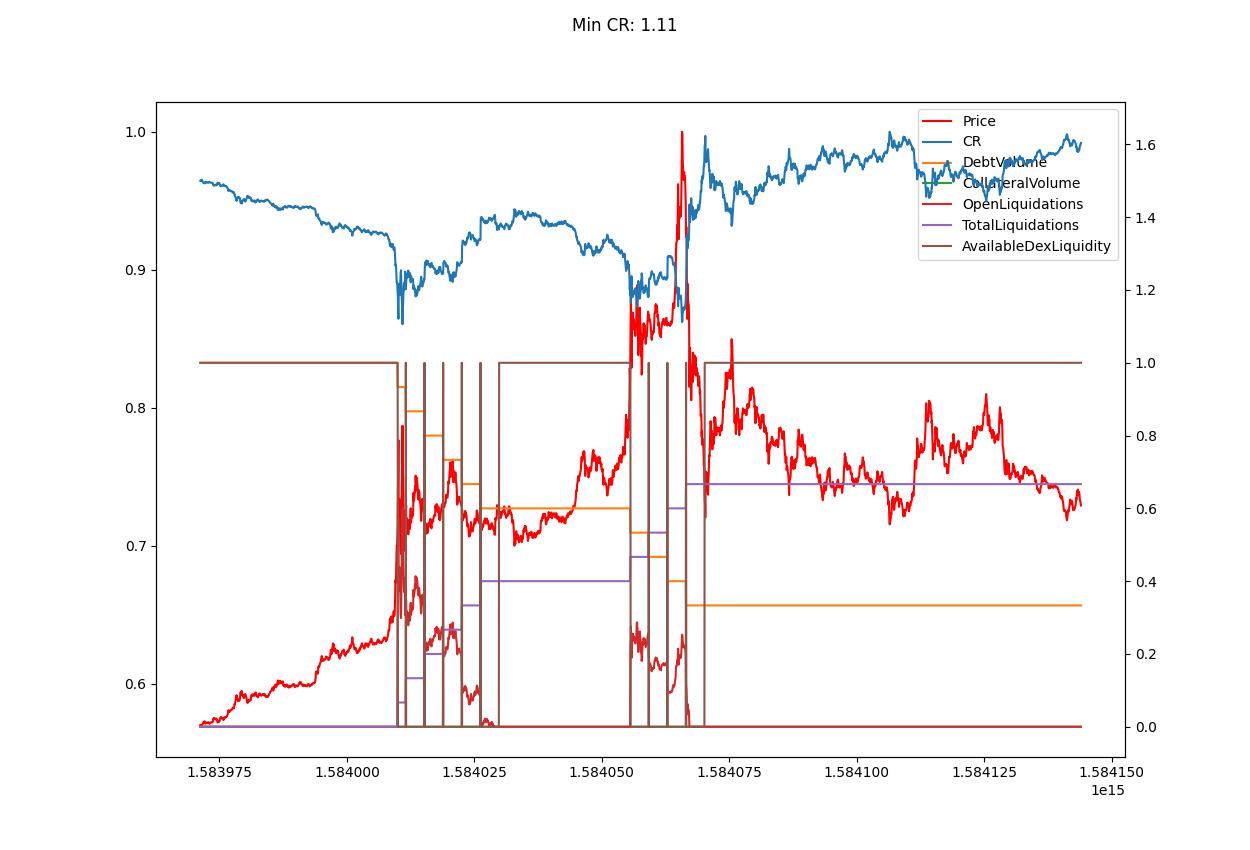 Min CR: 1.11
1.0
0.9
0.8
0.7
0.6
1.6
1.4
1.2
1.0
0.8
0.6
0.4
0.2
0.0
Price
CR
DebtVolume
CollateralVolume
OpenLiquidations
TotalLiquidations
AvailableDexLiquidity
1.583975 1.584000 1.584025 1.584050 1.584075 1.584100 1.584125 1.584150
1e15